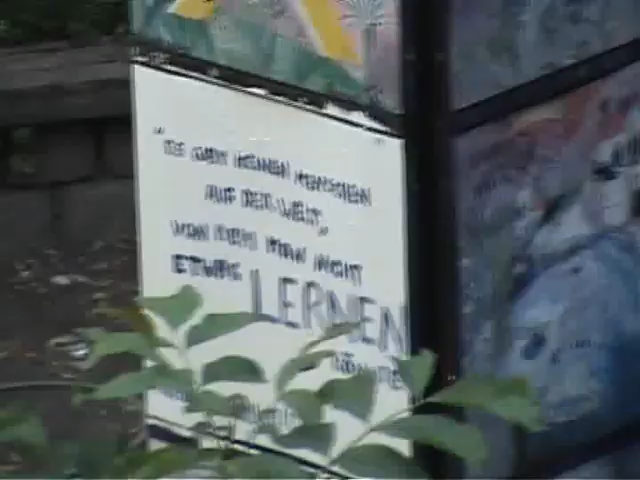 "ES GIBT KEINEN MENSCHEN
AUF DER WELT,
VON DEM MAN NICHT
ETWAS LERNEN
KÖNNTE